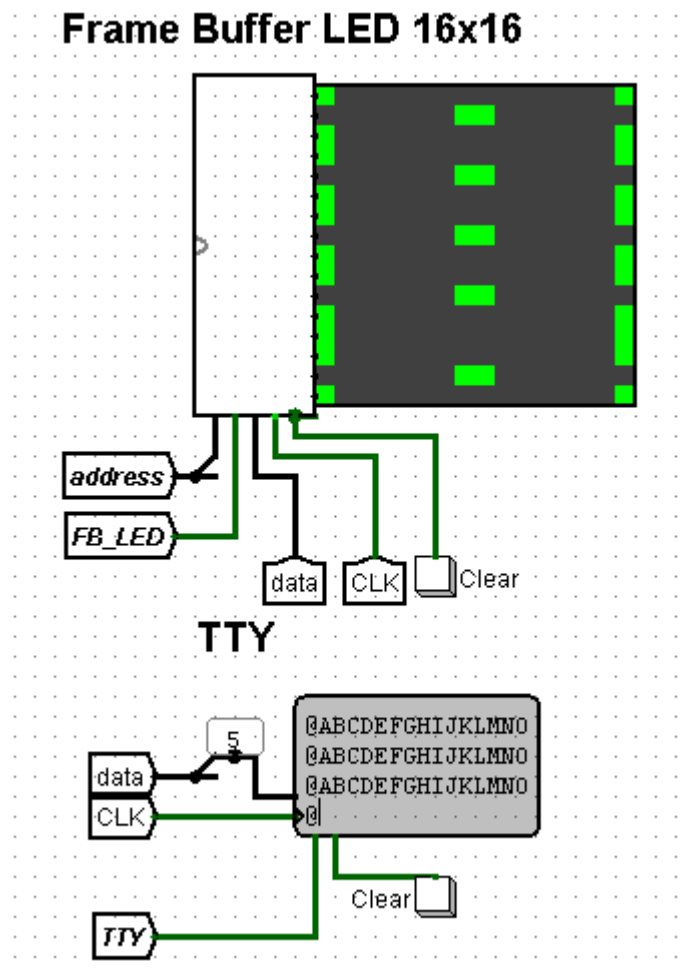 Frame Buffer LED 16x16
address
FB_LED
data
CLK
Clear
TTY
5
@ABCDEFGHIJKLMNO
@ABCDEFGHIJKLMNO
@ABCDEFGHIJKLMNO
@
data
CLK
Clear
TTY